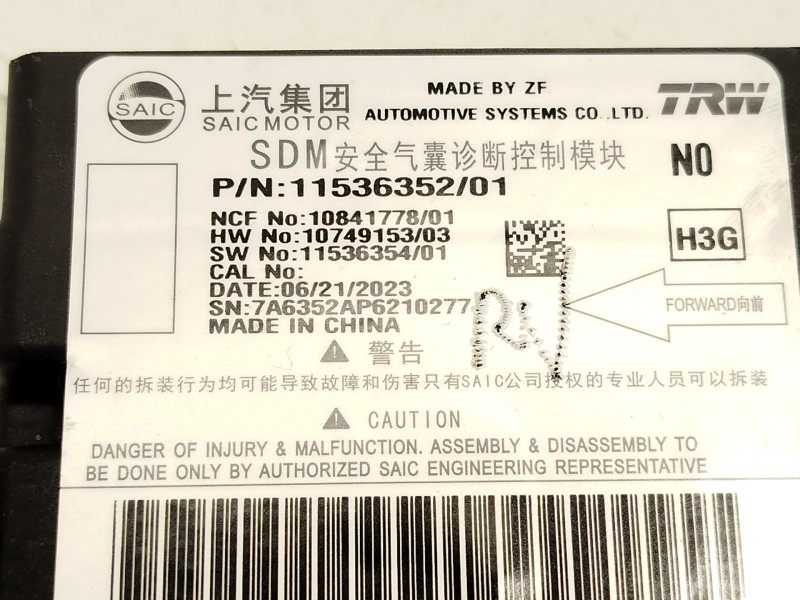 SAIC
上汽集团
SAIC MOTOR
MADE BY ZF
AUTOMOTIVE SYSTEMS CO.,LTD.
TRW
SDM安全气囊诊断控制模块
N0
P/N:11536352/01
NCF No:10841778/01
HW No:10749153/03
SW No:11536354/01
CAL No:
DATE:06/21/2023
SN:7A6352AP6210277
MADE IN CHINA
H3G
FORWARD向前
警告
任何的拆装行为均可能导致故障和伤害只有SAIC公司授权的专业人员可以拆装
CAUTION
DANGER OF INJURY & MALFUNCTION. ASSEMBLY & DISASSEMBLY TO
BE DONE ONLY BY AUTHORIZED SAIC ENGINEERING REPRESENTATIVE